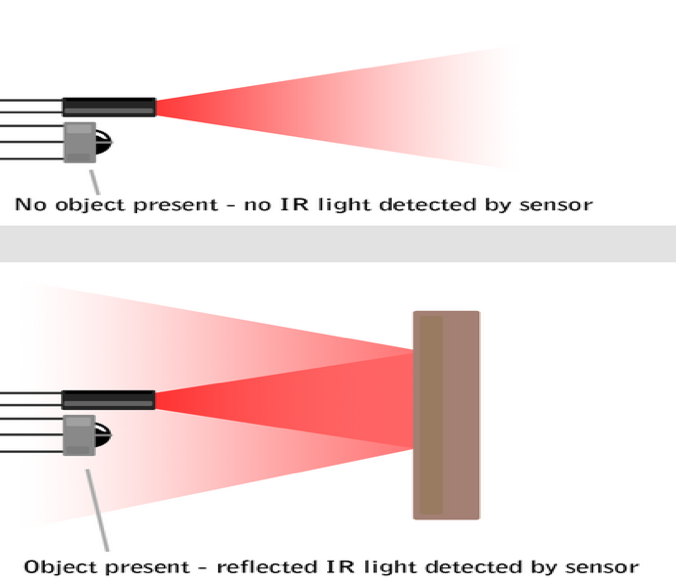 No object present - no IR light detected by sensor
Object present - reflected IR light detected by sensor